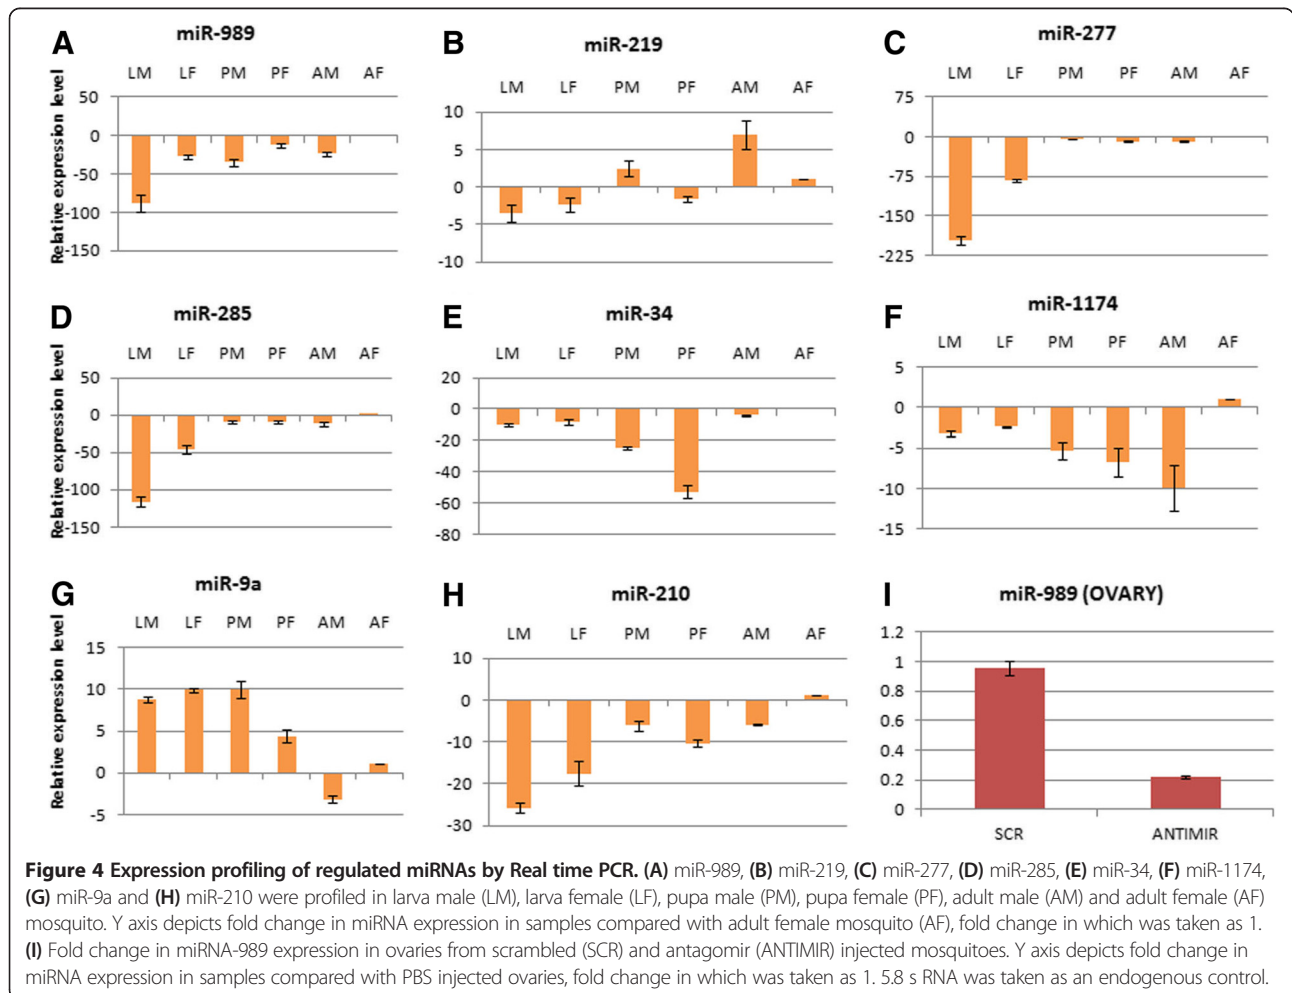 A
miR-989
LM LF PM PF AM AF
Relative expression level
50
0
-50
-100
-150
B
miR-219
LM LF PM PF AM AF
10
5
0
-5
-10
C
miR-277
LM LF PM PF AM AF
75
0
-75
-150
-225
D
miR-285
LM LF PM PF AM AF
Relative expression level
50
0
-50
-100
-150
E
miR-34
LM LF PM PF AM AF
20
0
-20
-40
-60
-80
F
miR-1174
LM LF PM PF AM AF
5
0
-5
-10
-15
G
miR-9a
LM LF PM PF AM AF
Relative expression level
15
10
5
0
-5
H
miR-210
LM LF PM PF AM AF
10
0
-10
-20
-30
I
miR-989 (OVARY)
1.2
1
0.8
0.6
0.4
0.2
0
SCR ANTIMIR
Figure 4 Expression profiling of regulated miRNAs by Real time PCR. (A) miR-989, (B) miR-219, (C) miR-277, (D) miR-285, (E) miR-34, (F) miR-1174,
(G) miR-9a and (H) miR-210 were profiled in larva male (LM), larva female (LF), pupa male (PM), pupa female (PF), adult male (AM) and adult female (AF)
mosquito. Y axis depicts fold change in miRNA expression in samples compared with adult female mosquito (AF), fold change in which was taken as 1.
(I) Fold change in miRNA-989 expression in ovaries from scrambled (SCR) and antagomir (ANTIMIR) injected mosquitoes. Y axis depicts fold change in
miRNA expression in samples compared with PBS injected ovaries, fold change in which was taken as 1. 5.8 s RNA was taken as an endogenous control.